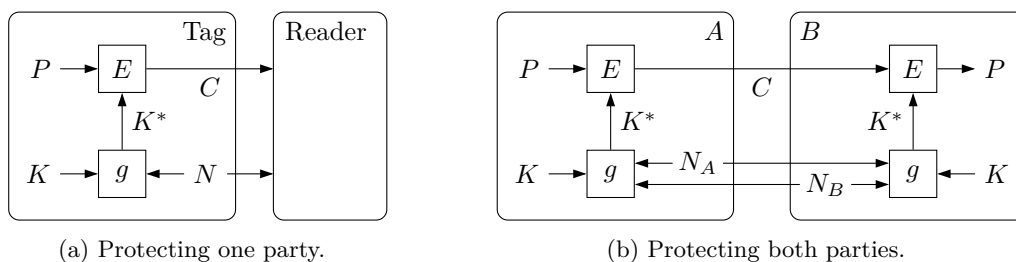 Tag Reader A B
P E C P E C E P
K* K* K*
K g N K g N_A N_B g K
(a) Protecting one party. (b) Protecting both parties.